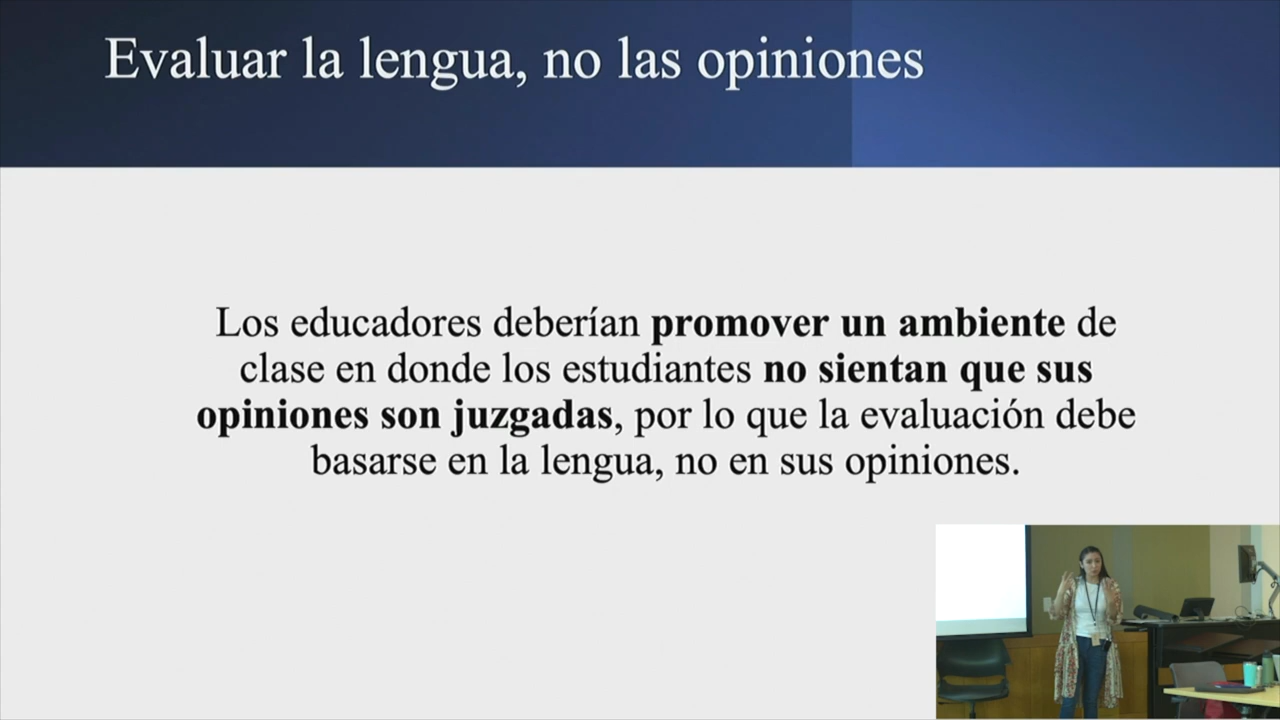 Evaluar la lengua, no las opiniones
Los educadores deberían promover un ambiente de
clase en donde los estudiantes no sientan que sus
opiniones son juzgadas, por lo que la evaluación debe
basarse en la lengua, no en sus opiniones.